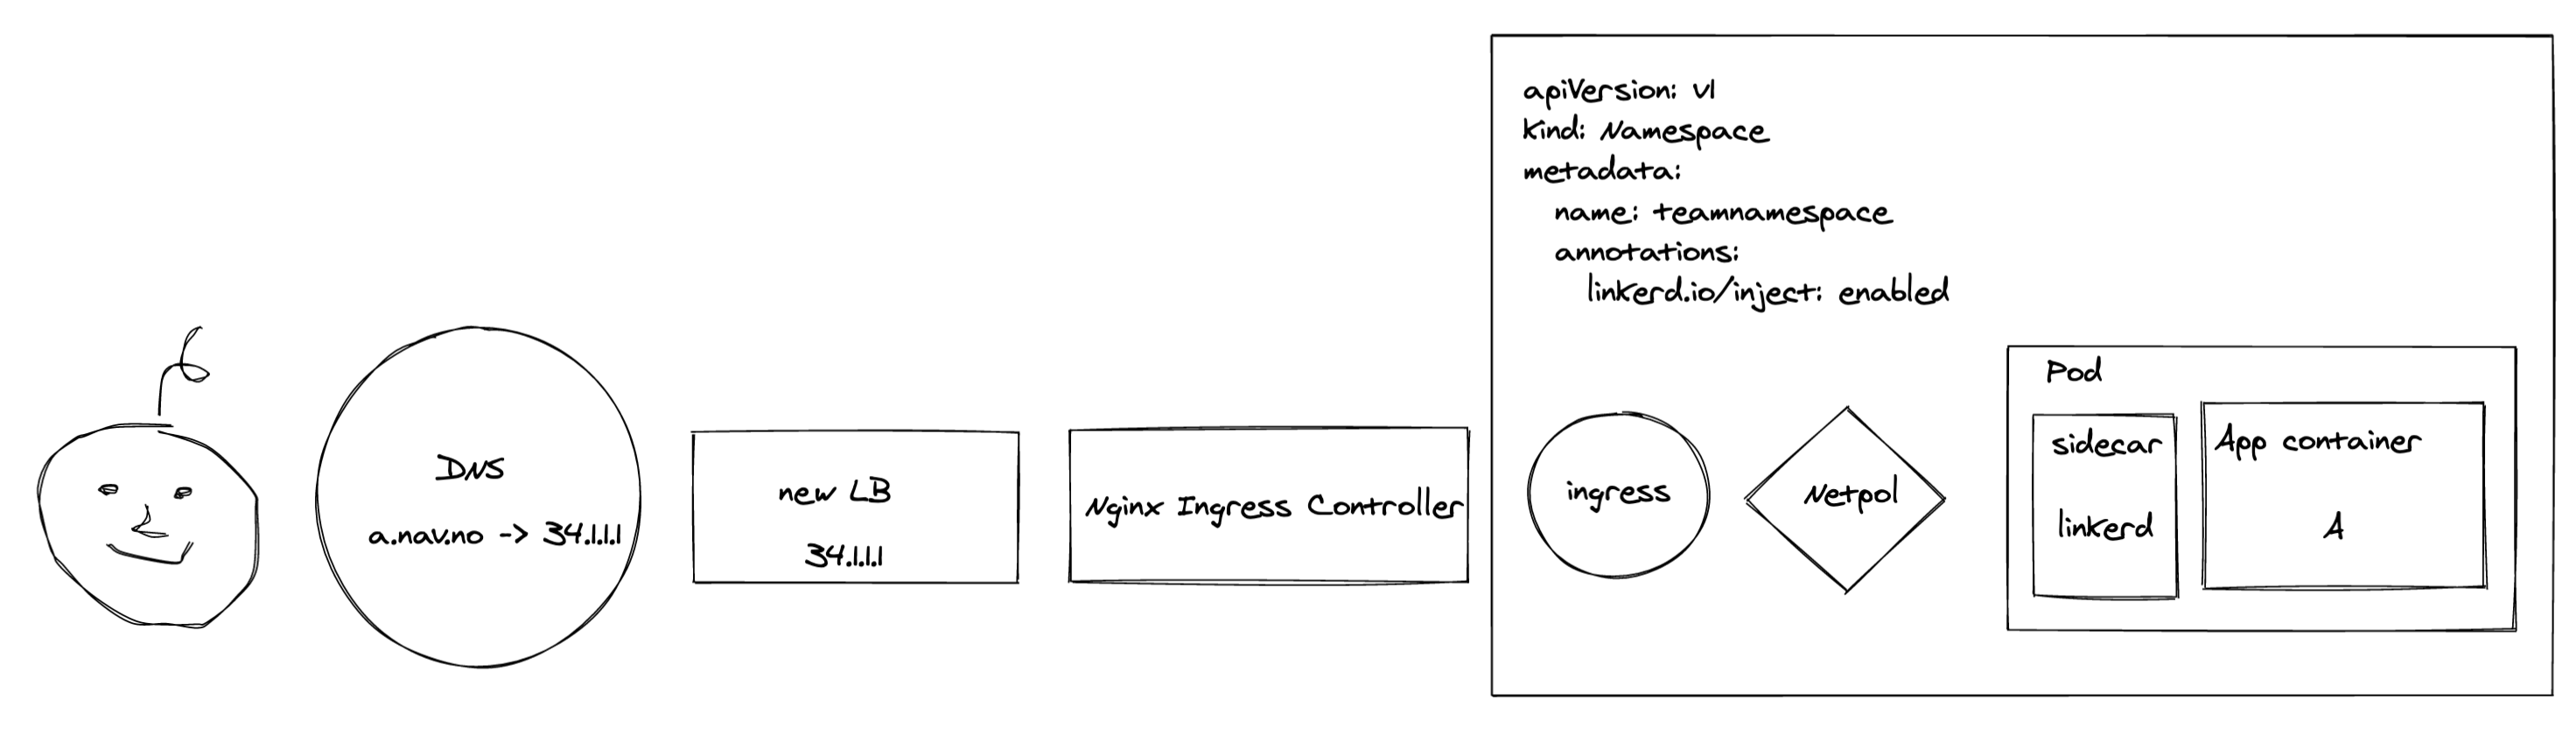 DNS
a.nav.no -> 34.1.1.1
new LB
34.1.1.1
Nginx Ingress Controller
apiVersion: v1
kind: Namespace
metadata:
name: teamnamespace
annotations:
linkerd.io/inject: enabled
ingress
Netpol
Pod
sidecar
linkerd
App container
A